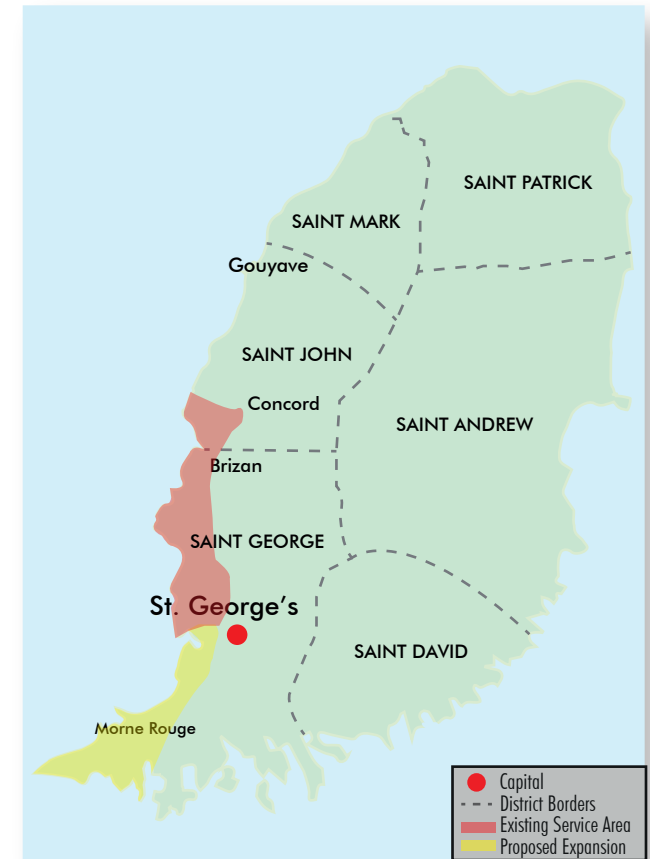 SAINT PATRICK
SAINT MARK
Gouyave
SAINT JOHN
Concord
SAINT ANDREW
Brizan
SAINT GEORGE
St. George's
SAINT DAVID
Morne Rouge
Capital
District Borders
Existing Service Area
Proposed Expansion